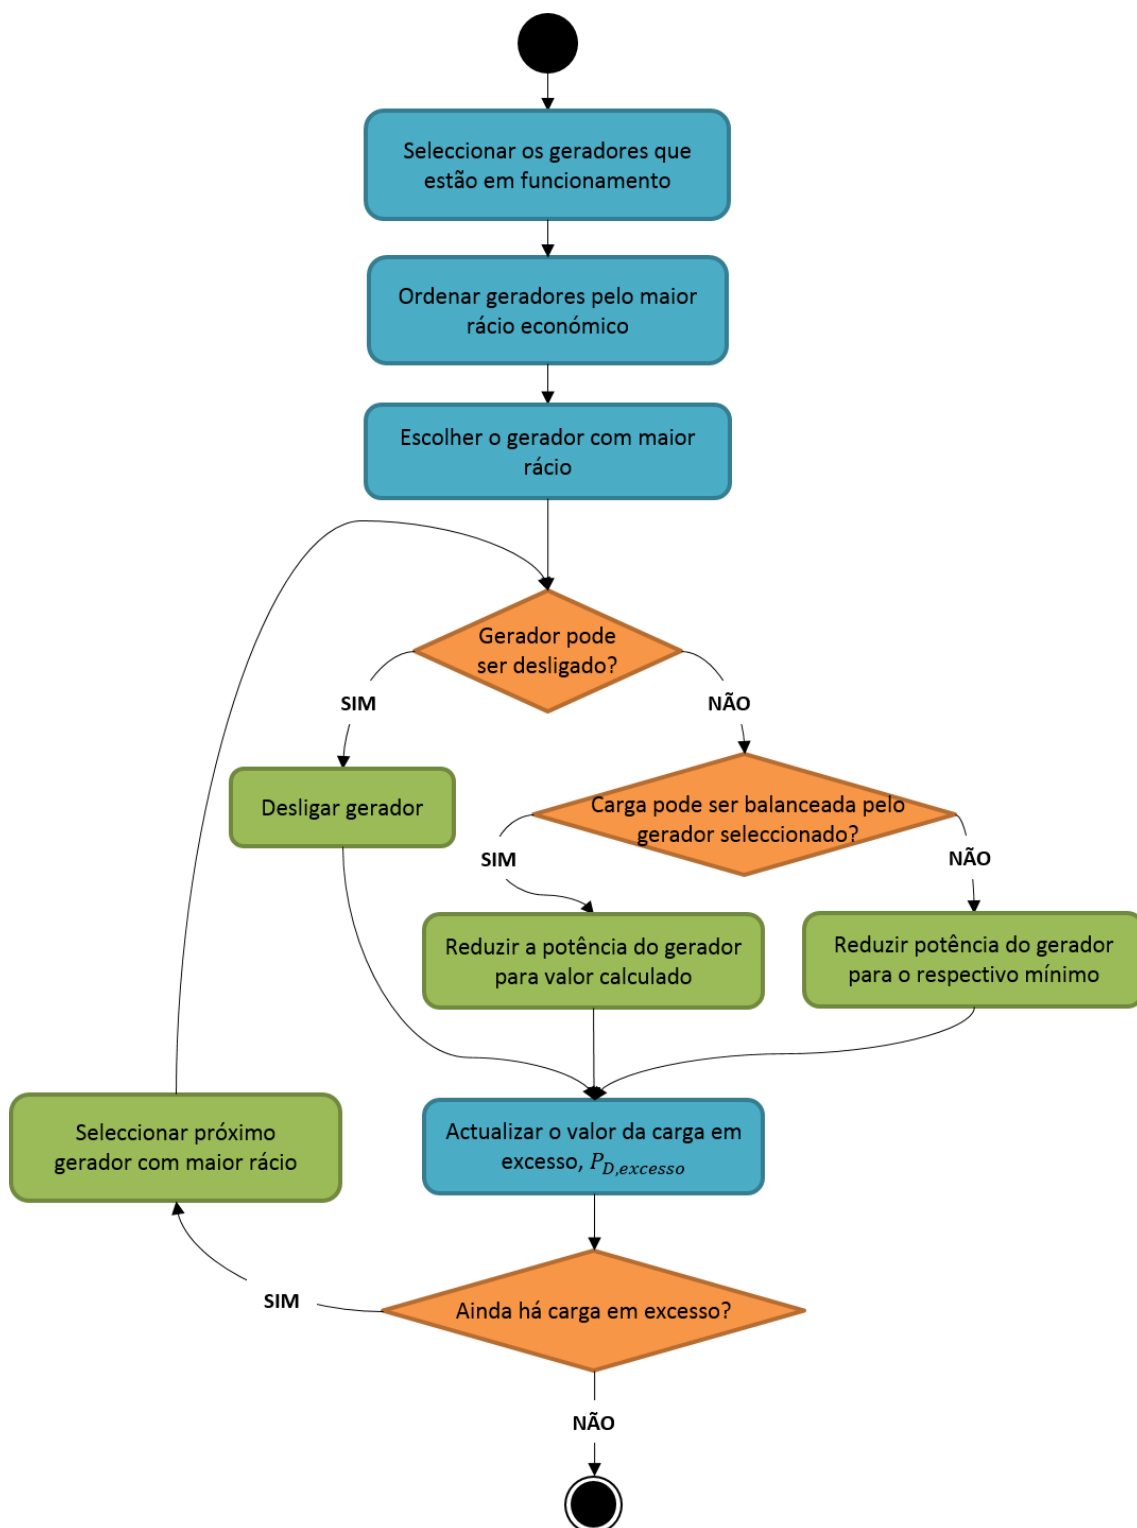 Seleccionar os geradores que
estão em funcionamento
Ordenar geradores pelo maior
rácio económico
Escolher o gerador com maior
rácio
Gerador pode
ser desligado?
SIM
NÃO
Desligar gerador
Carga pode ser balanceada pelo
gerador seleccionado?
SIM
NÃO
Reduzir a potência do gerador
para valor calculado
Reduzir potência do gerador
para o respectivo mínimo
Seleccionar próximo
gerador com maior rácio
Actualizar o valor da carga em
excesso, P_{D,excesso}
SIM
Ainda há carga em excesso?
NÃO